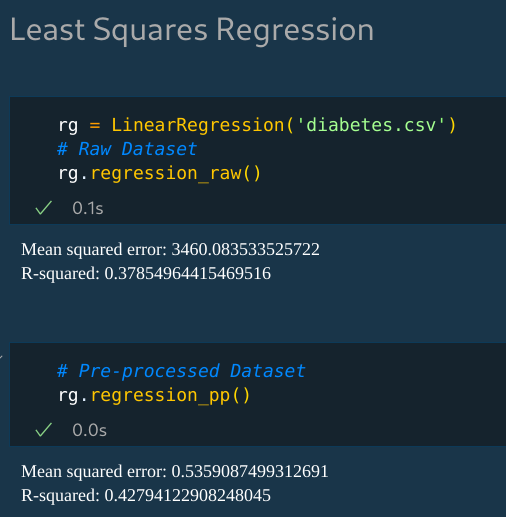 Least Squares Regression
rg = LinearRegression('diabetes.csv')
# Raw Dataset
rg.regression_raw()
0.1s
Mean squared error: 3460.083533525722
R-squared: 0.37854964415469516
# Pre-processed Dataset
rg.regression_pp()
0.0s
Mean squared error: 0.5359087499312691
R-squared: 0.42794122908248045